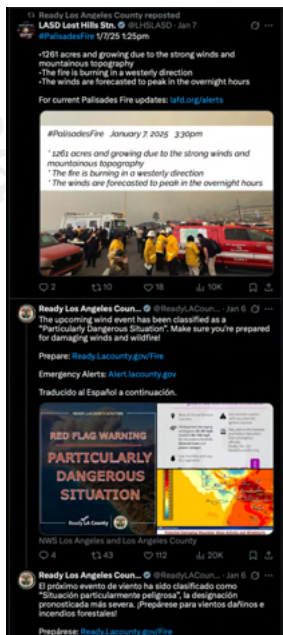 Ready Los Angeles County reposted
LASD Lost Hills Stn. @LHSLASD · Jan 7
#PalisadesFire 1/7/25 1:25pm
•1261 acres and growing due to the strong winds and
mountainous topography
•The fire is burning in a westerly direction
•The winds are forecasted to peak in the overnight hours
For current Palisades Fire updates: lafd.org/alerts
#PalisadesFire January 7, 2025 3:30pm
* 1261 acres and growing due to the strong winds and
mountainous topography
* The fire is burning in a westerly direction
* The winds are forecasted to peak in the overnight hours
2 10 18 10K
Ready Los Angeles Coun... @ReadyLACoun... · Jan 6
The upcoming wind event has been classified as a
"Particularly Dangerous Situation". Make sure you're prepared
for damaging winds and wildfire!
Prepare: Ready.Lacounty.gov/Fire
Emergency Alerts: Alert.lacounty.gov
Traducido al Español a continuación.
RED FLAG WARNING
PARTICULARLY
DANGEROUS
SITUATION
Ready LA County
NWS Los Angeles and Los Angeles County
4 43 112 20K
Ready Los Angeles Coun... @ReadyLACoun... · Jan 6
El próximo evento de viento ha sido clasificado como
"Situación particularmente peligrosa", la designación
pronosticada más severa. ¡Prepárese para vientos dañinos e
incendios forestales!
Prepárese: Ready.Lacounty.gov/Fire